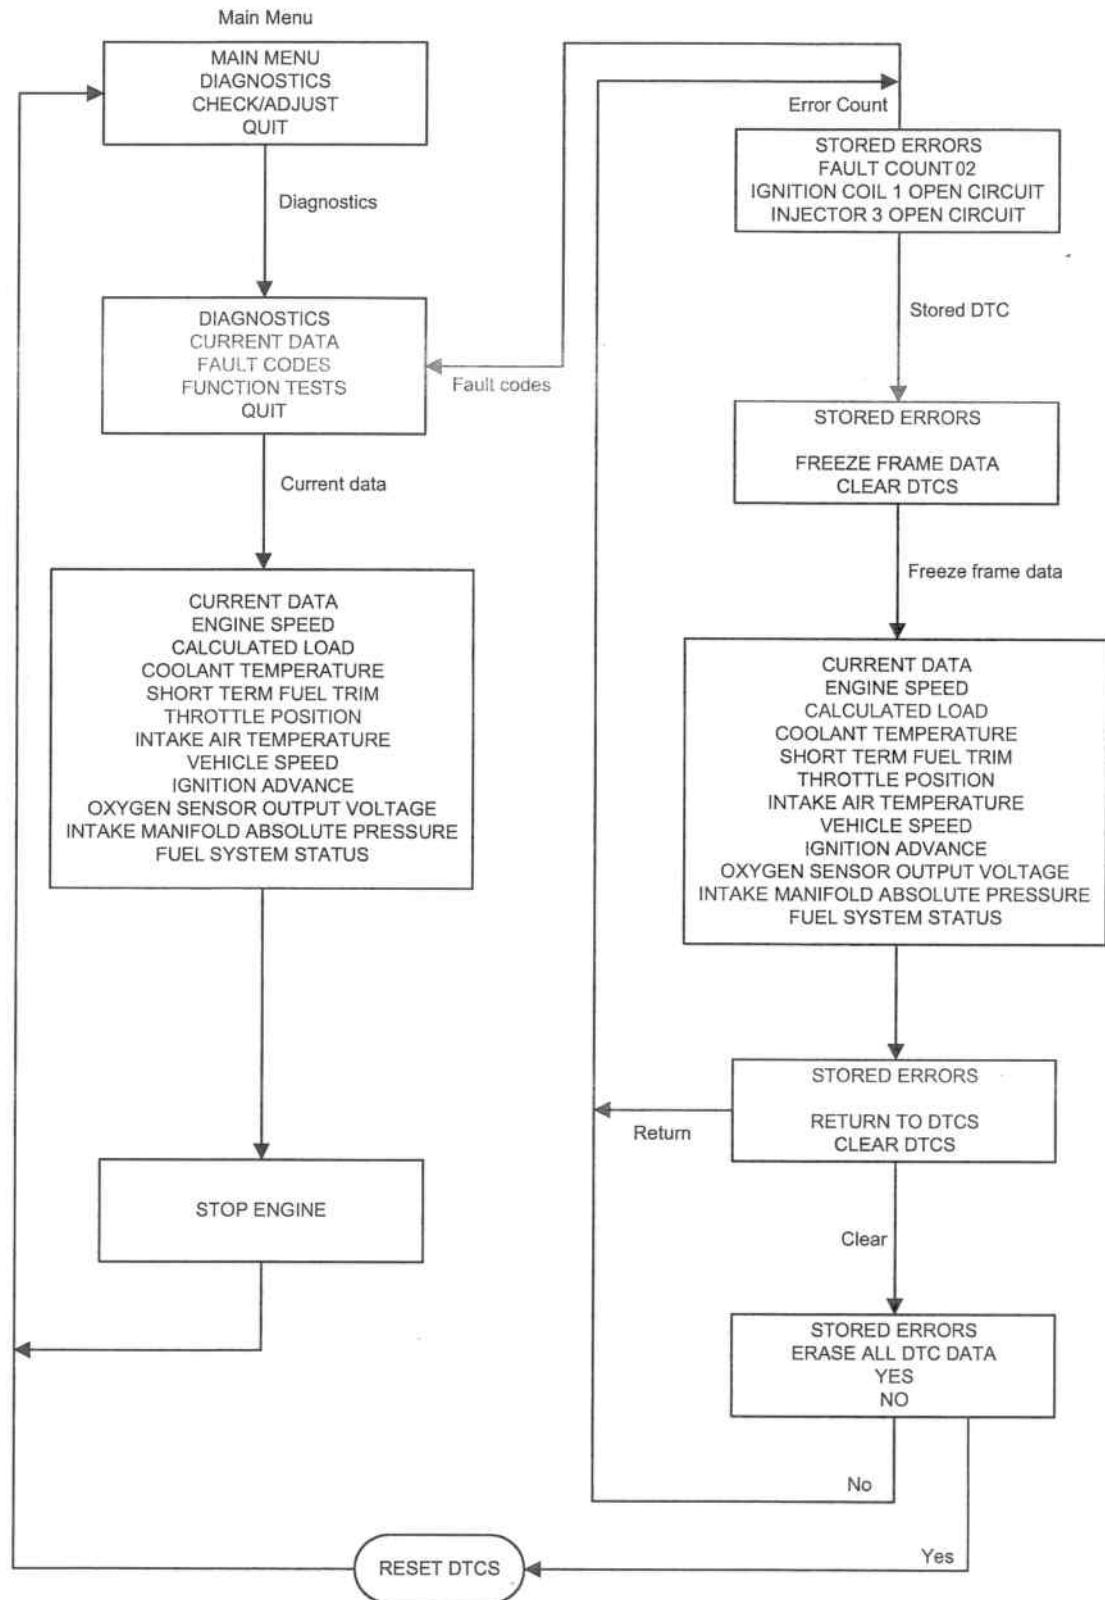 Main Menu
MAIN MENU
DIAGNOSTICS
CHECK/ADJUST
QUIT
Diagnostics
DIAGNOSTICS
CURRENT DATA
FAULT CODES
FUNCTION TESTS
QUIT
Fault codes
Current data
CURRENT DATA
ENGINE SPEED
CALCULATED LOAD
COOLANT TEMPERATURE
SHORT TERM FUEL TRIM
THROTTLE POSITION
INTAKE AIR TEMPERATURE
VEHICLE SPEED
IGNITION ADVANCE
OXYGEN SENSOR OUTPUT VOLTAGE
INTAKE MANIFOLD ABSOLUTE PRESSURE
FUEL SYSTEM STATUS
STOP ENGINE
Error Count
STORED ERRORS
FAULT COUNT 02
IGNITION COIL 1 OPEN CIRCUIT
INJECTOR 3 OPEN CIRCUIT
Stored DTC
STORED ERRORS
FREEZE FRAME DATA
CLEAR DTCS
Freeze frame data
CURRENT DATA
ENGINE SPEED
CALCULATED LOAD
COOLANT TEMPERATURE
SHORT TERM FUEL TRIM
THROTTLE POSITION
INTAKE AIR TEMPERATURE
VEHICLE SPEED
IGNITION ADVANCE
OXYGEN SENSOR OUTPUT VOLTAGE
INTAKE MANIFOLD ABSOLUTE PRESSURE
FUEL SYSTEM STATUS
STORED ERRORS
RETURN TO DTCS
CLEAR DTCS
Return
Clear
STORED ERRORS
ERASE ALL DTC DATA
YES
NO
No
Yes
RESET DTCS